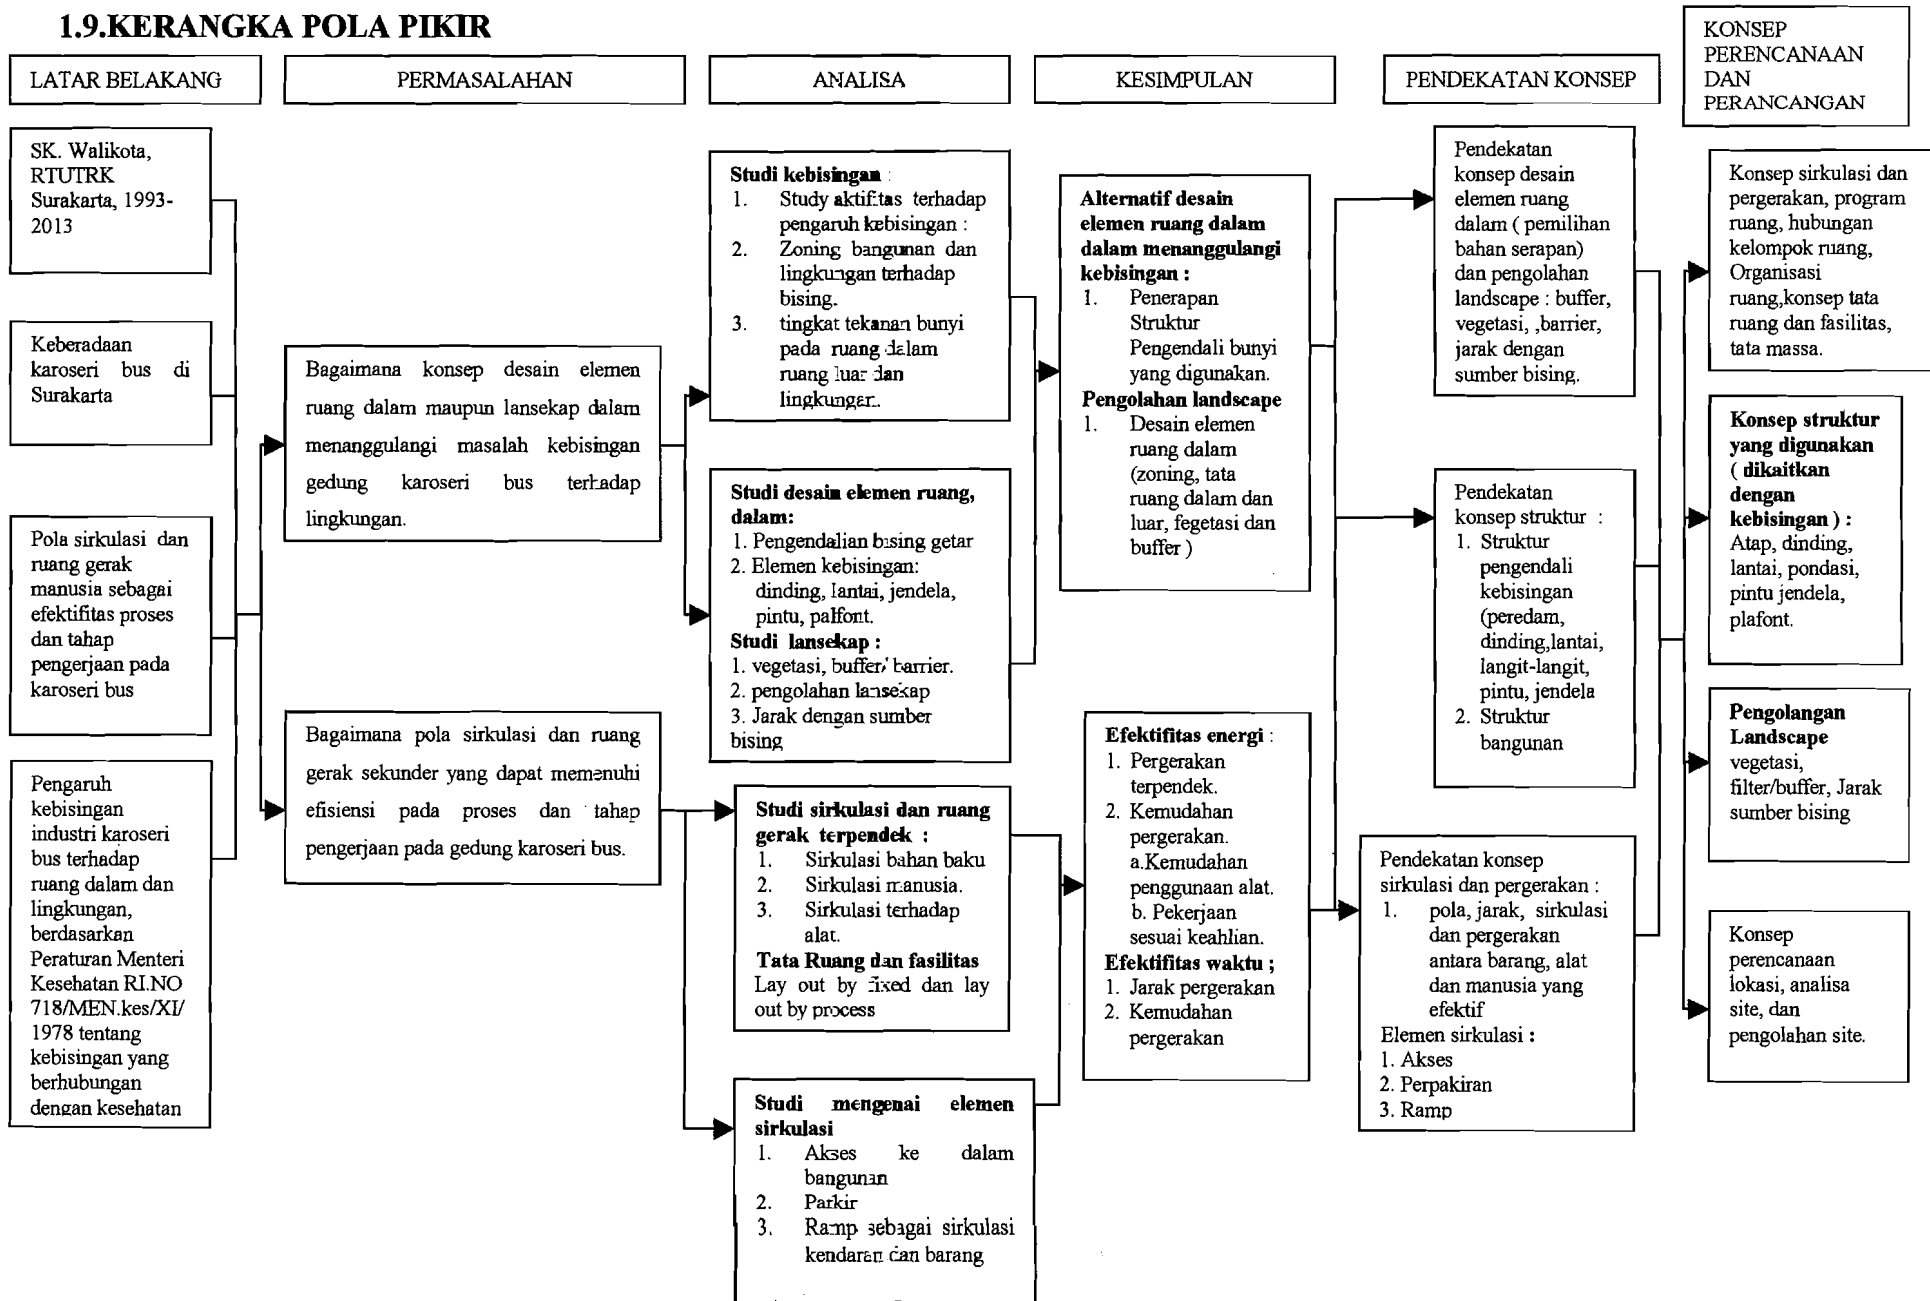 1.9.KERANGKA POLA PIKIR
LATAR BELAKANG
PERMASALAHAN
ANALISA
KESIMPULAN
PENDEKATAN KONSEP
KONSEP
PERENCANAAN
DAN
PERANCANGAN
SK. Walikota,
RTUTRK
Surakarta, 1993-
2013
Keberadaan
karoseri bus di
Surakarta
Pola sirkulasi dan
ruang gerak
manusia sebagai
efektifitas proses
dan tahap
pengerjaan pada
karoseri bus
Pengaruh
kebisingan
industri karoseri
bus terhadap
ruang dalam dan
lingkungan,
berdasarkan
Peraturan Menteri
Kesehatan RI.NO
718/MEN.kes/XI/
1978 tentang
kebisingan yang
berhubungan
dengan kesehatan
Bagaimana konsep desain elemen
ruang dalam maupun lansekap dalam
menanggulangi masalah kebisingan
gedung karoseri bus terhadap
lingkungan.
Bagaimana pola sirkulasi dan ruang
gerak sekunder yang dapat memenuhi
efisiensi pada proses dan tahap
pengerjaan pada gedung karoseri bus.
Studi kebisingan :
1. Study aktifitas terhadap
pengaruh kebisingan :
2. Zoning bangunan dan
lingkungan terhadap
bising.
3. tingkat tekanan bunyi
pada ruang dalam
ruang luar dan
lingkungan.
Studi desain elemen ruang,
dalam:
1. Pengendalian bising getar
2. Elemen kebisingan:
dinding, lantai, jendela,
pintu, palfont.
Studi lansekap :
1. vegetasi, buffer/ barrier.
2. pengolahan lansekap
3. Jarak dengan sumber
bising
Studi sirkulasi dan ruang
gerak terpendek :
1. Sirkulasi bahan baku
2. Sirkulasi manusia.
3. Sirkulasi terhadap
alat.
Tata Ruang dan fasilitas
Lay out by fixed dan lay
out by process
Studi mengenai elemen
sirkulasi
1. Akses ke dalam
bangunan
2. Parkir
3. Ramp sebagai sirkulasi
kendaran dan barang
Alternatif desain
elemen ruang dalam
dalam menanggulangi
kebisingan :
1. Penerapan
Struktur
Pengendali bunyi
yang digunakan.
Pengolahan landscape
1. Desain elemen
ruang dalam
(zoning, tata
ruang dalam dan
luar, fegetasi dan
buffer )
Efektifitas energi :
1. Pergerakan
terpendek.
2. Kemudahan
pergerakan.
a.Kemudahan
penggunaan alat.
b. Pekerjaan
sesuai keahlian.
Efektifitas waktu ;
1. Jarak pergerakan
2. Kemudahan
pergerakan
Pendekatan
konsep desain
elemen ruang
dalam ( pemilihan
bahan serapan)
dan pengolahan
landscape : buffer,
vegetasi, ,barrier,
jarak dengan
sumber bising.
Pendekatan
konsep struktur :
1. Struktur
pengendali
kebisingan
(peredam,
dinding,lantai,
langit-langit,
pintu, jendela
2. Struktur
bangunan
Pendekatan konsep
sirkulasi dan pergerakan :
1. pola, jarak, sirkulasi
dan pergerakan
antara barang, alat
dan manusia yang
efektif
Elemen sirkulasi :
1. Akses
2. Perpakiran
3. Ramp
Konsep sirkulasi dan
pergerakan, program
ruang, hubungan
kelompok ruang,
Organisasi
ruang,konsep tata
ruang dan fasilitas,
tata massa.
Konsep struktur
yang digunakan
( dikaitkan
dengan
kebisingan ) :
Atap, dinding,
lantai, pondasi,
pintu jendela,
plafont.
Pengolangan
Landscape
vegetasi,
filter/buffer, Jarak
sumber bising
Konsep
perencanaan
lokasi, analisa
site, dan
pengolahan site.